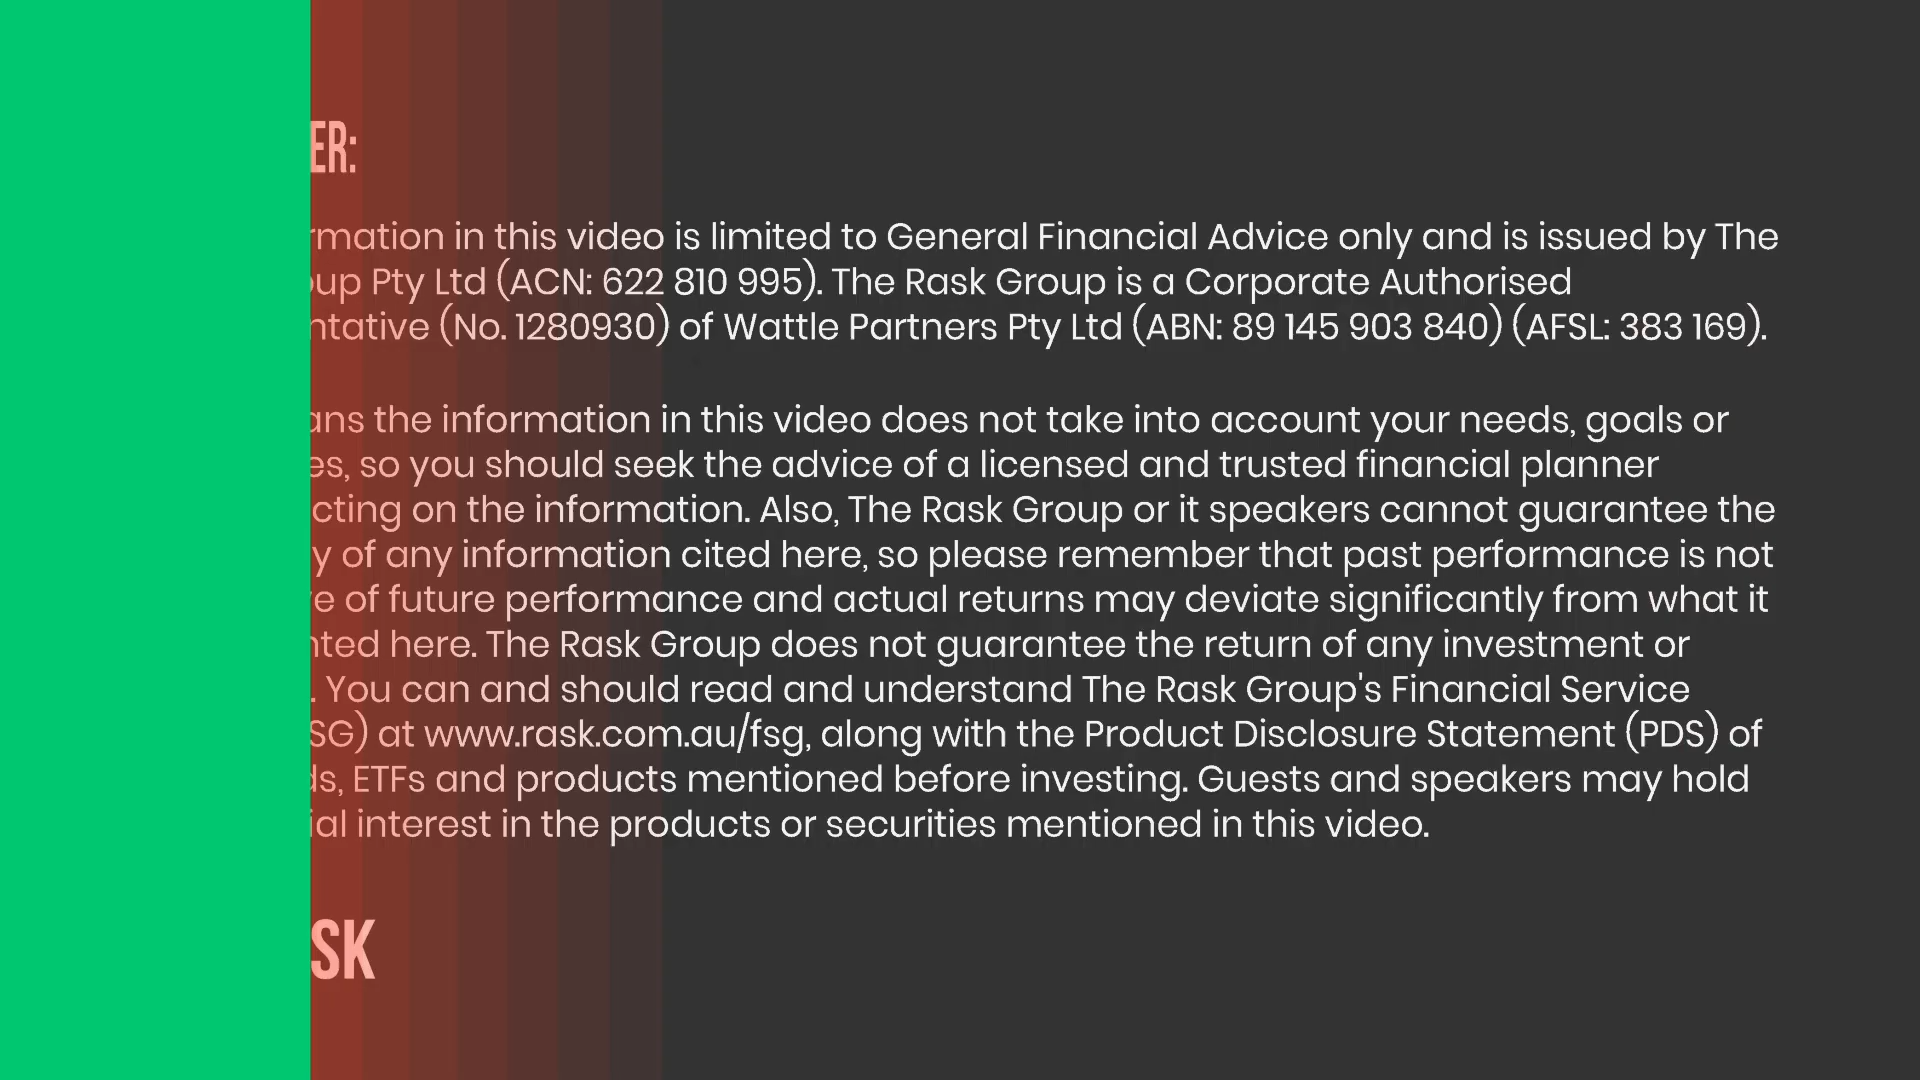 ER:
rmation in this video is limited to General Financial Advice only and is issued by The
oup Pty Ltd (ACN: 622 810 995). The Rask Group is a Corporate Authorised
ntative (No. 1280930) of Wattle Partners Pty Ltd (ABN: 89 145 903 840) (AFSL: 383 169).
ans the information in this video does not take into account your needs, goals or
es, so you should seek the advice of a licensed and trusted financial planner
cting on the information. Also, The Rask Group or it speakers cannot guarantee the
y of any information cited here, so please remember that past performance is not
e of future performance and actual returns may deviate significantly from what it
nted here. The Rask Group does not guarantee the return of any investment or
. You can and should read and understand The Rask Group's Financial Service
SG) at www.rask.com.au/fsg, along with the Product Disclosure Statement (PDS) of
ds, ETFs and products mentioned before investing. Guests and speakers may hold
ial interest in the products or securities mentioned in this video.
SK